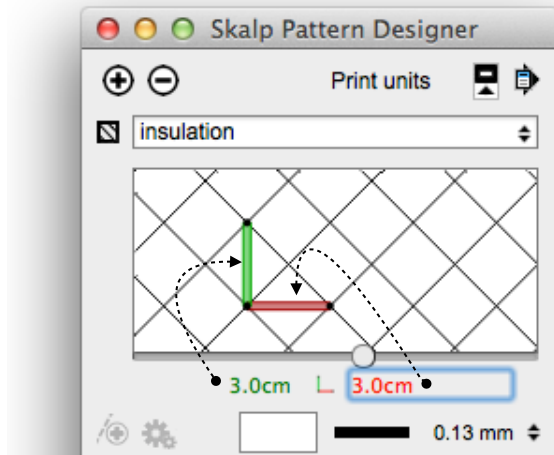 Skalp Pattern Designer
Print units
insulation
3.0cm 3.0cm
0.13 mm